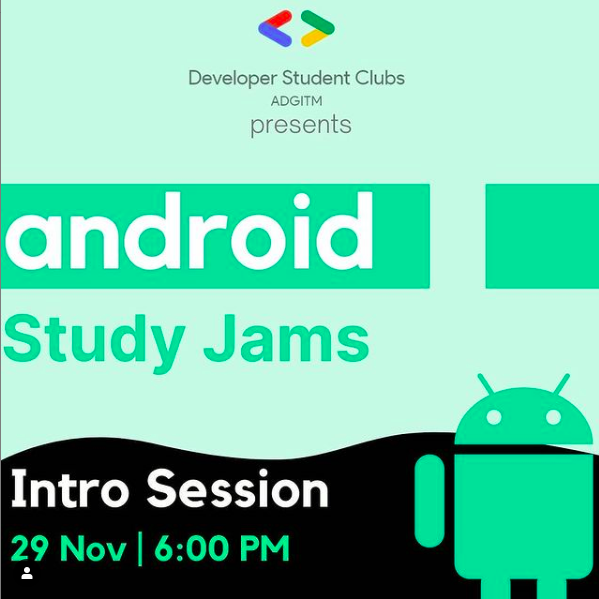 Developer Student Clubs
ADGITM
presents
android
Study Jams
Intro Session
29 Nov | 6:00 PM